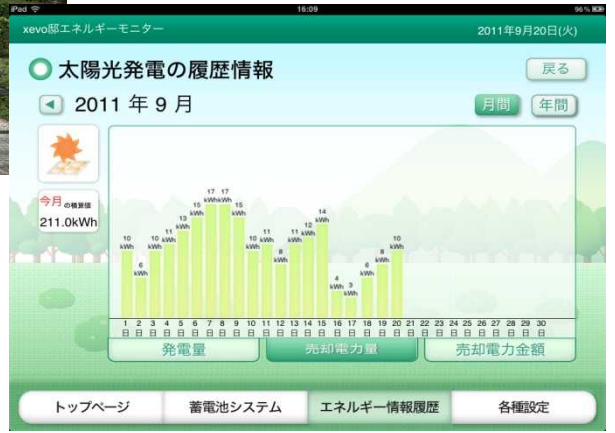 iPad 16:09 96%
xevo邸エネルギーモニター 2011年9月20日(火)
太陽光発電の履歴情報 戻る
2011 年 9 月 月間 年間
今月の積算値
211.0kWh
10 kWh
6 kWh
10 kWh
11 kWh
13 kWh
15 kWh
17 kWh
17 kWh
15 kWh
10 kWh
11 kWh
8 kWh
11 kWh
12 kWh
14 kWh
4 kWh
3 kWh
6 kWh
8 kWh
10 kWh
1 2 3 4 5 6 7 8 9 10 11 12 13 14 15 16 17 18 19 20 21 22 23 24 25 26 27 28 29 30
日 日 日 日 日 日 日 日 日 日 日 日 日 日 日 日 日 日 日 日 日 日 日 日 日 日 日 日 日 日
発電量 売却電力量 売却電力金額
トップページ 蓄電池システム エネルギー情報履歴 各種設定